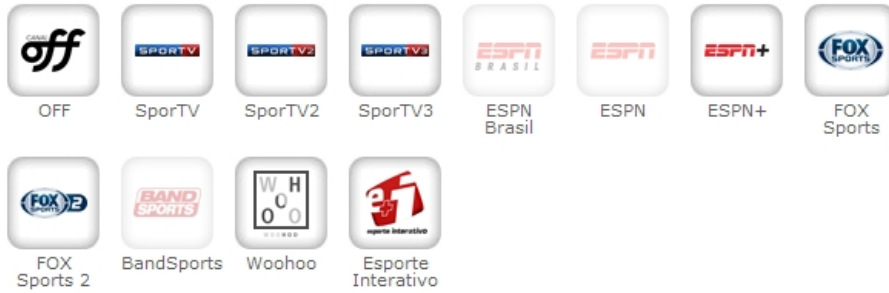 CANAL
off
SPORTV
SPORTV2
SPORTV3
ESPN
BRASIL
ESPN
ESPN+
FOX
SPORTS
OFF
SporTV
SporTV2
SporTV3
ESPN
Brasil
ESPN
ESPN+
FOX
Sports
FOX
SPORTS
2
BAND
SPORTS
W H
O
O O
WOOHOO
e+i
esporte interativo
FOX
Sports 2
BandSports
Woohoo
Esporte
Interativo